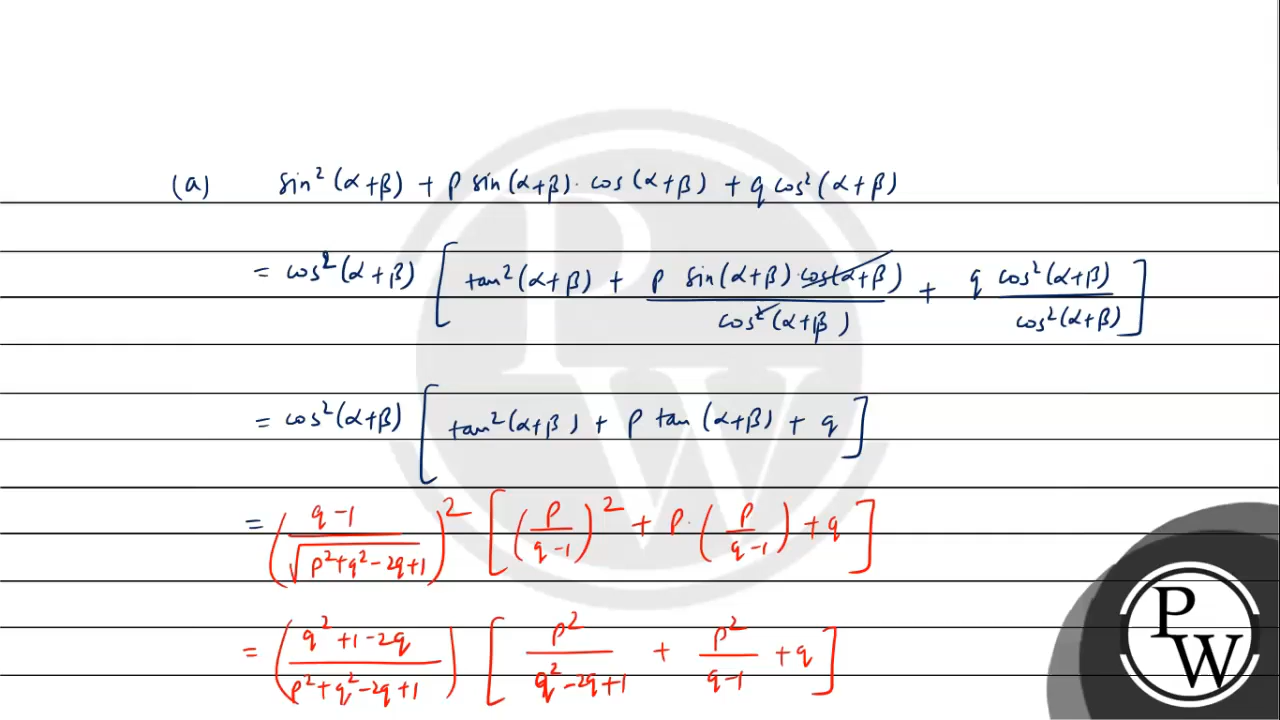 (a) sin²(α+β) + p sin(α+β)· cos(α+β) + q cos²(α+β)
= cos²(α+β) [ tan²(α+β) + p sin(α+β)·cos(α+β) / cos²(α+β) + q cos²(α+β) / cos²(α+β) ]
= cos²(α+β) [ tan²(α+β) + p tan(α+β) + q ]
= ( q-1 / √p²+q²-2q+1 )² [ ( p / q-1 )² + p·( p / q-1 ) + q ]
= ( q²+1-2q / p²+q²-2q+1 ) [ p² / q²-2q+1 + p² / q-1 + q ]
PW
PW